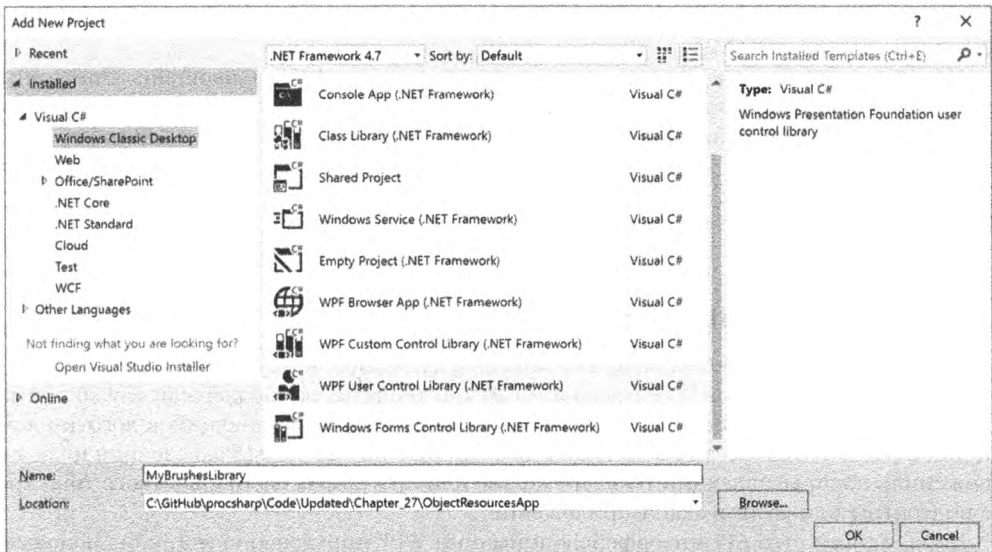 Add New Project
? X
Recent
Installed
Visual C#
Windows Classic Desktop
Web
Office/SharePoint
.NET Core
.NET Standard
Cloud
Test
WCF
Other Languages
Not finding what you are looking for?
Open Visual Studio Installer
Online
.NET Framework 4.7 Sort by: Default
Console App (.NET Framework) Visual C#
Class Library (.NET Framework) Visual C#
Shared Project Visual C#
Windows Service (.NET Framework) Visual C#
Empty Project (.NET Framework) Visual C#
WPF Browser App (.NET Framework) Visual C#
WPF Custom Control Library (.NET Framework) Visual C#
WPF User Control Library (.NET Framework) Visual C#
Windows Forms Control Library (.NET Framework) Visual C#
Search Installed Templates (Ctrl+E)
Type: Visual C#
Windows Presentation Foundation user
control library
Name: MyBrushesLibrary
Location: C:\GitHub\procsharp\Code\Updated\Chapter_27\ObjectResourcesApp
Browse...
OK Cancel